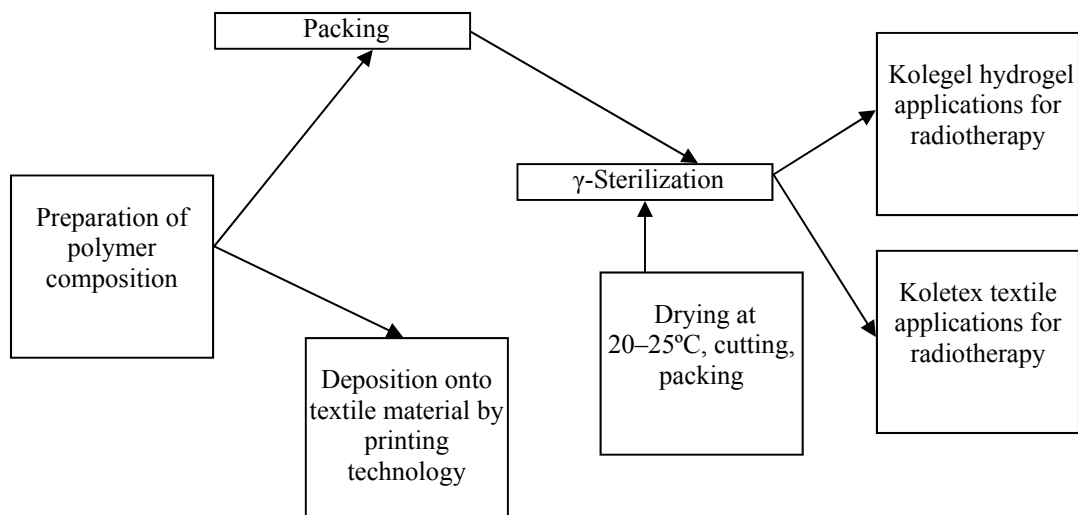 Packing
Kolegel hydrogel
applications for
radiotherapy
γ-Sterilization
Preparation of
polymer
composition
Koletex textile
applications for
radiotherapy
Drying at
20–25ºC, cutting,
packing
Deposition onto
textile material by
printing
technology